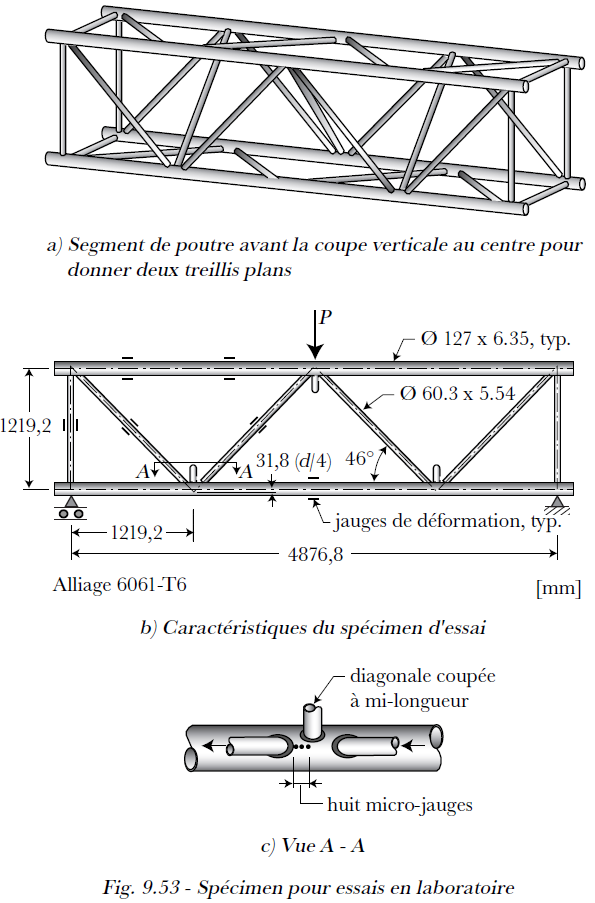 a) Segment de poutre avant la coupe verticale au centre pour
donner deux treillis plans
P
Ø 127 x 6.35, typ.
Ø 60.3 x 5.54
1219,2
A
A
31,8 (d/4)
46°
jauges de déformation, typ.
1219,2
4876,8
Alliage 6061-T6
[mm]
b) Caractéristiques du spécimen d'essai
diagonale coupée
à mi-longueur
huit micro-jauges
c) Vue A - A
Fig. 9.53 - Spécimen pour essais en laboratoire